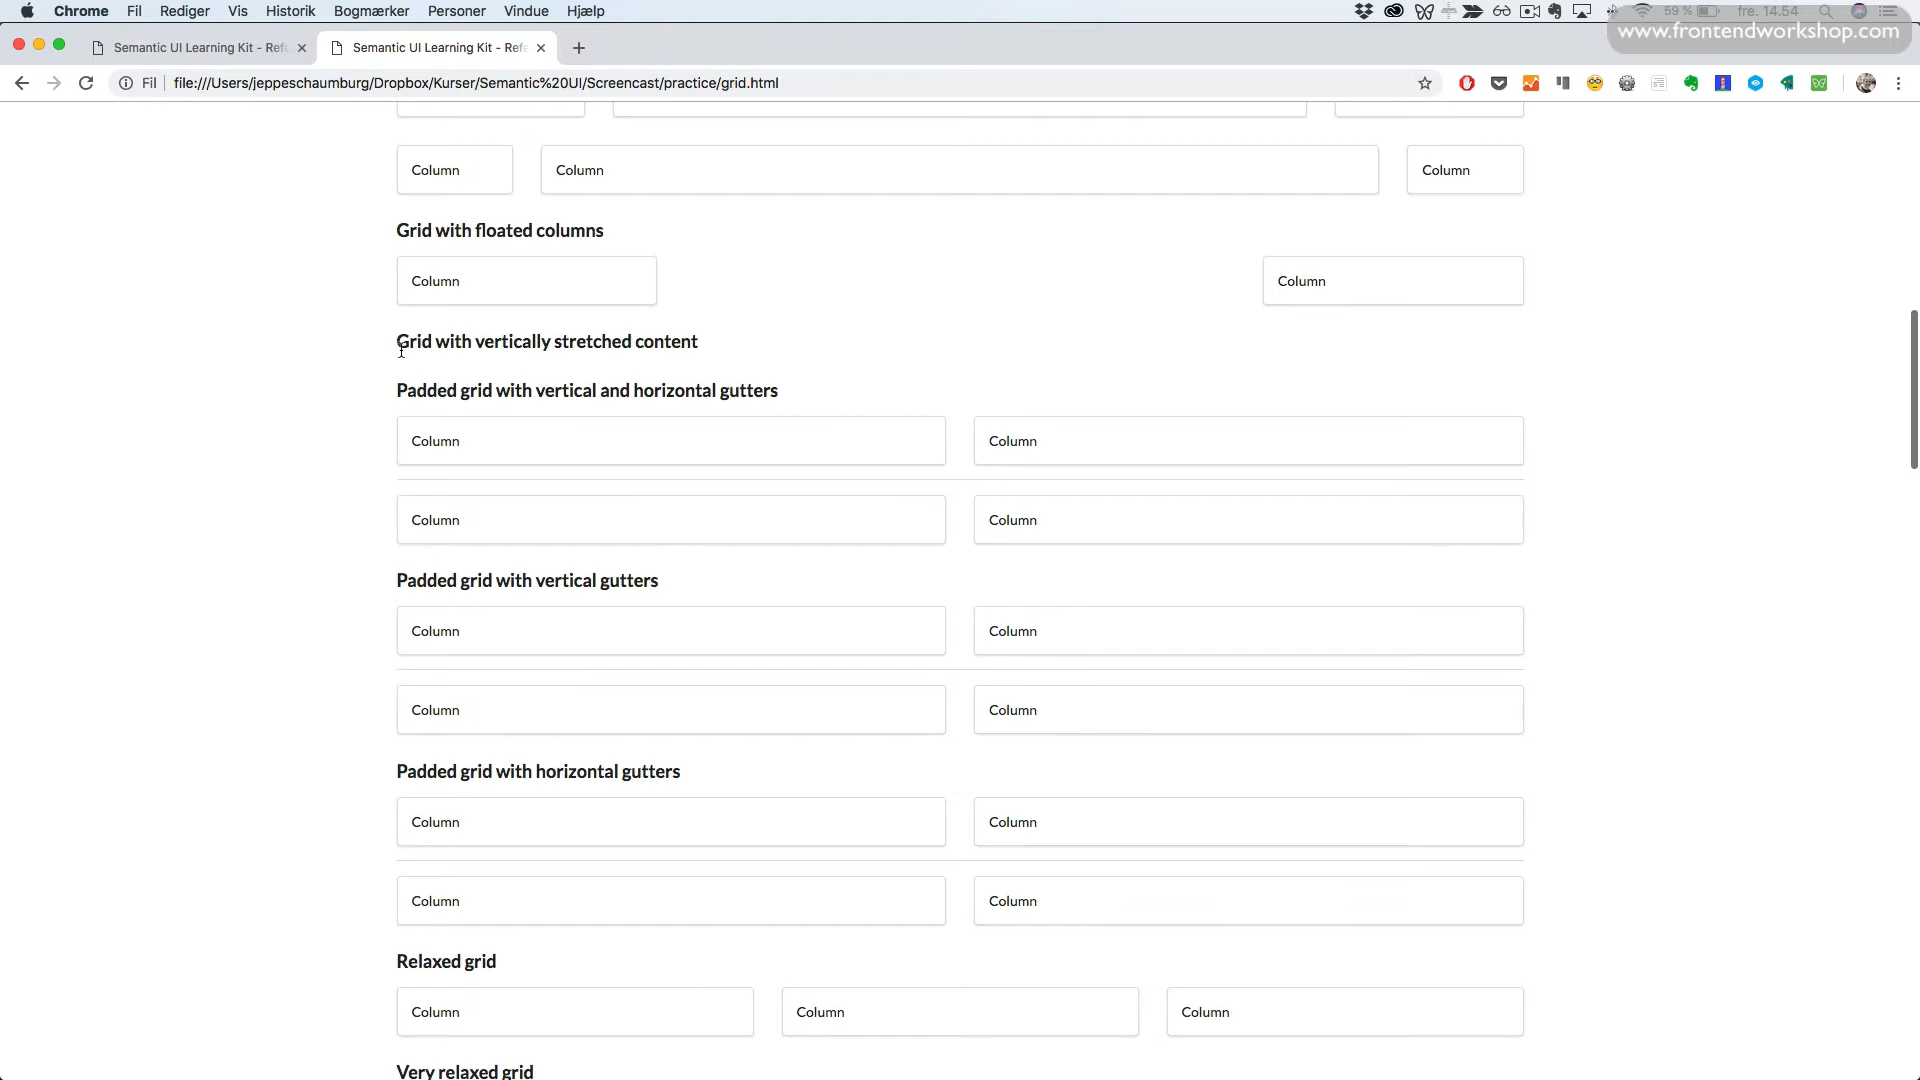 Chrome Fil Rediger Vis Historik Bogmærker Personer Vindue Hjælp 59 % fre. 14.54
www.frontendworkshop.com
Semantic UI Learning Kit - Refe Semantic UI Learning Kit - Refe
Fil file:///Users/jeppeschaumburg/Dropbox/Kurser/Semantic%20UI/Screencast/practice/grid.html
Column Column Column
Grid with floated columns
Column Column
Grid with vertically stretched content
Padded grid with vertical and horizontal gutters
Column Column
Column Column
Padded grid with vertical gutters
Column Column
Column Column
Padded grid with horizontal gutters
Column Column
Column Column
Relaxed grid
Column Column Column
Very relaxed grid